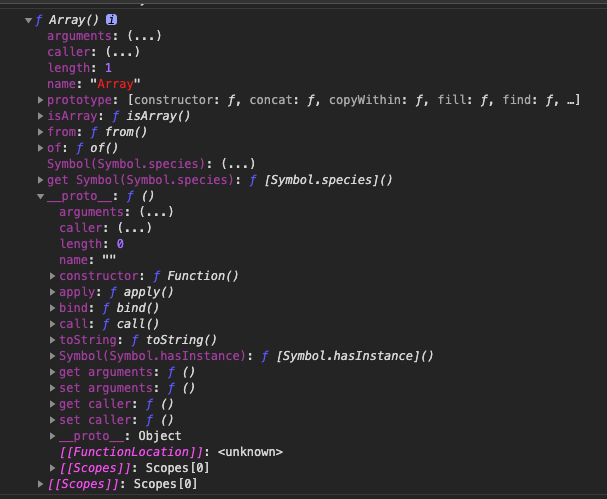 ƒ Array() i
arguments: (...)
caller: (...)
length: 1
name: "Array"
prototype: [constructor: ƒ, concat: ƒ, copyWithin: ƒ, fill: ƒ, find: ƒ, …]
isArray: ƒ isArray()
from: ƒ from()
of: ƒ of()
Symbol(Symbol.species): (...)
get Symbol(Symbol.species): ƒ [Symbol.species]()
__proto__: ƒ ()
arguments: (...)
caller: (...)
length: 0
name: ""
constructor: ƒ Function()
apply: ƒ apply()
bind: ƒ bind()
call: ƒ call()
toString: ƒ toString()
Symbol(Symbol.hasInstance): ƒ [Symbol.hasInstance]()
get arguments: ƒ ()
set arguments: ƒ ()
get caller: ƒ ()
set caller: ƒ ()
__proto__: Object
[[FunctionLocation]]: <unknown>
[[Scopes]]: Scopes[0]
[[Scopes]]: Scopes[0]